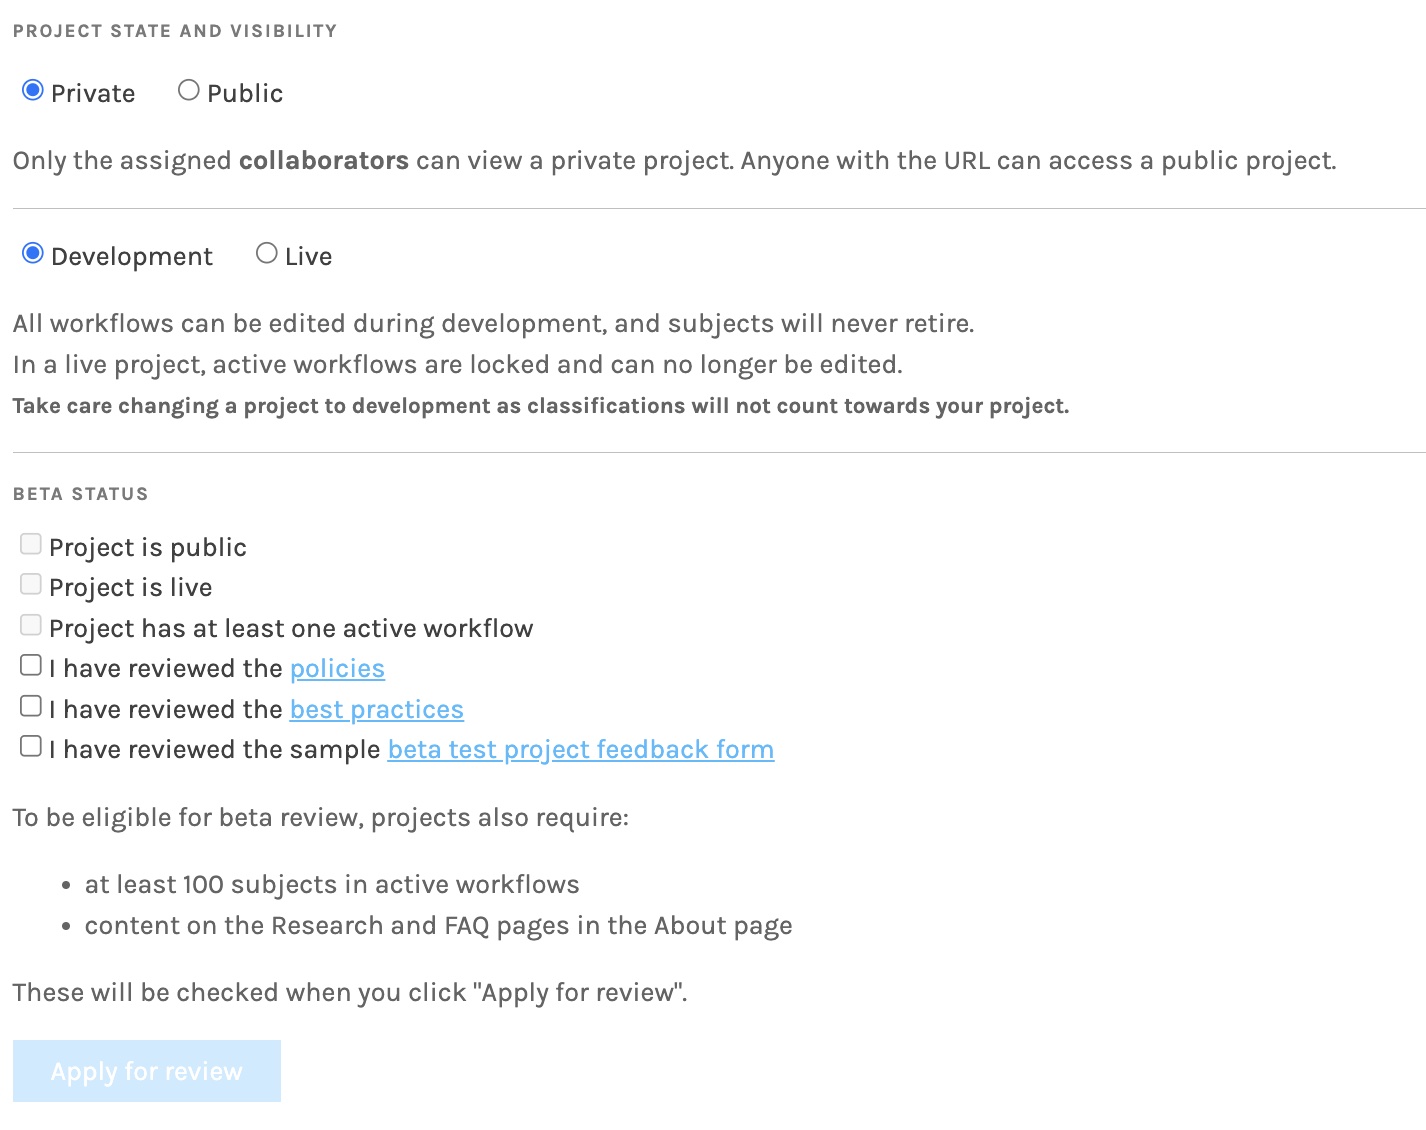 PROJECT STATE AND VISIBILITY
Private Public
Only the assigned collaborators can view a private project. Anyone with the URL can access a public project.
Development Live
All workflows can be edited during development, and subjects will never retire.
In a live project, active workflows are locked and can no longer be edited.
Take care changing a project to development as classifications will not count towards your project.
BETA STATUS
Project is public
Project is live
Project has at least one active workflow
I have reviewed the policies
I have reviewed the best practices
I have reviewed the sample beta test project feedback form
To be eligible for beta review, projects also require:
• at least 100 subjects in active workflows
• content on the Research and FAQ pages in the About page
These will be checked when you click "Apply for review".
Apply for review